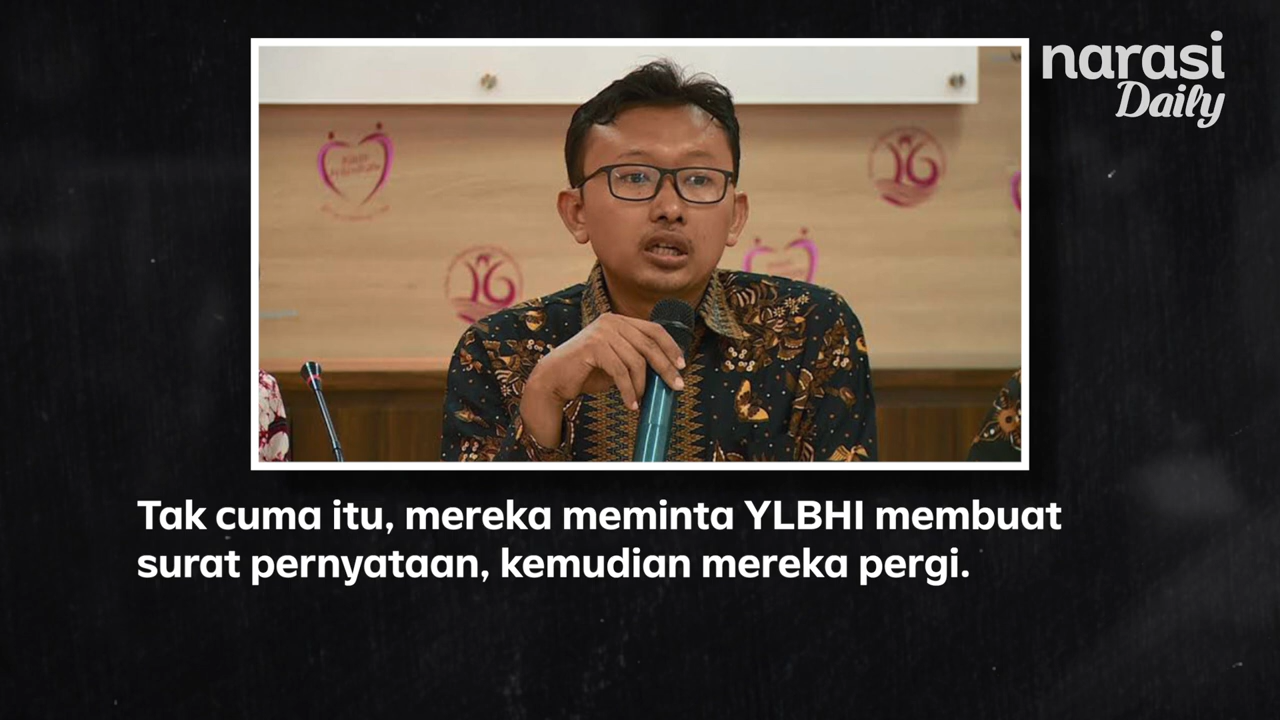 narasi
Daily
Tak cuma itu, mereka meminta YLBHI membuat
surat pernyataan, kemudian mereka pergi.